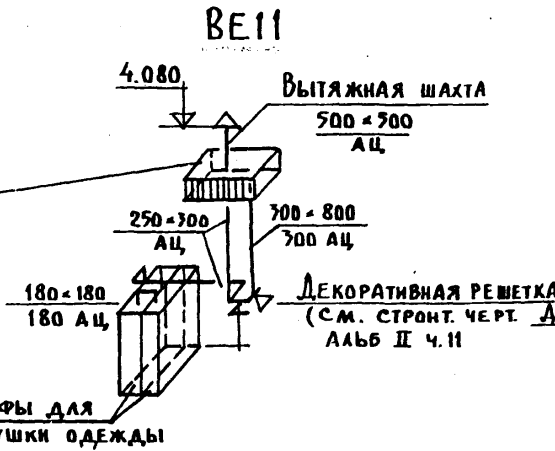 ВЕ11
4.080
ВЫТЯЖНАЯ ШАХТА
500×500
АЦ
250×300
АЦ
300×800
300 АЦ
180×180
180 АЦ
ДЕКОРАТИВНАЯ РЕШЕТКА
(СМ. СТРОИТ. ЧЕРТ.
АЛЬБ II Ч.11
ФЫ ДЛЯ
УШКИ ОДЕЖДЫ